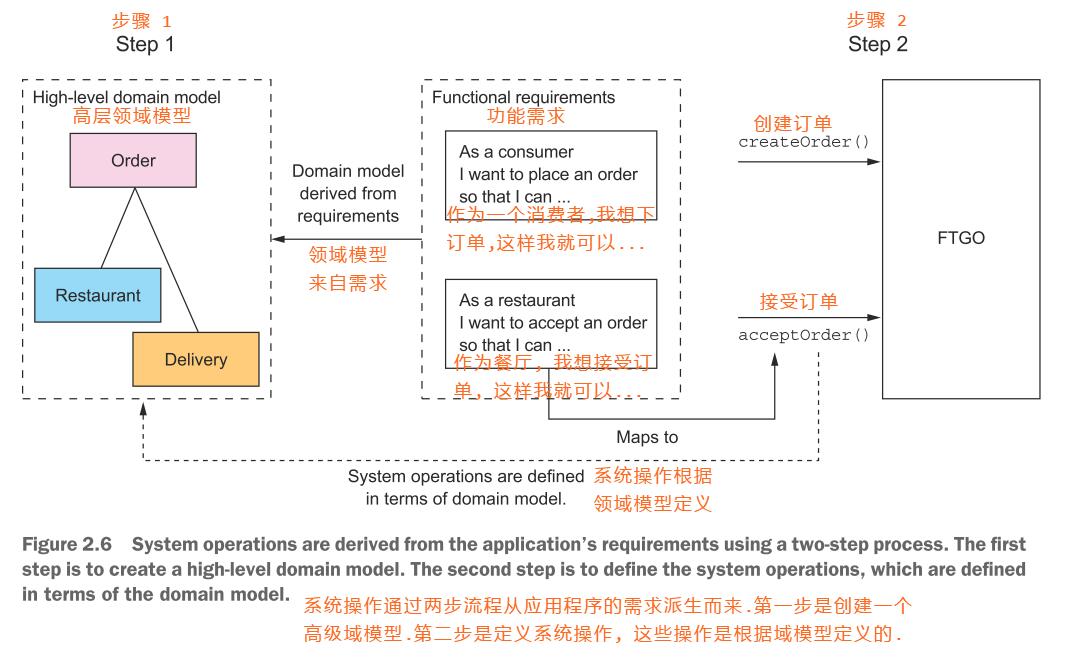 步骤 1
Step 1
步骤 2
Step 2
High-level domain model
高层领域模型
Order
Restaurant
Delivery
Domain model
derived from
requirements
领域模型
来自需求
Functional requirements
功能需求
As a consumer
I want to place an order
so that I can ...
作为一个消费者,我想下
订单,这样我就可以...
As a restaurant
I want to accept an order
so that I can ...
作为餐厅，我想接受订
单，这样我就可以...
创建订单
createOrder()
接受订单
acceptOrder()
FTGO
Maps to
System operations are defined
in terms of domain model.
系统操作根据
领域模型定义
Figure 2.6 System operations are derived from the application’s requirements using a two-step process. The first
step is to create a high-level domain model. The second step is to define the system operations, which are defined
in terms of the domain model.
系统操作通过两步流程从应用程序的需求派生而来.第一步是创建一个
高级域模型.第二步是定义系统操作，这些操作是根据域模型定义的.